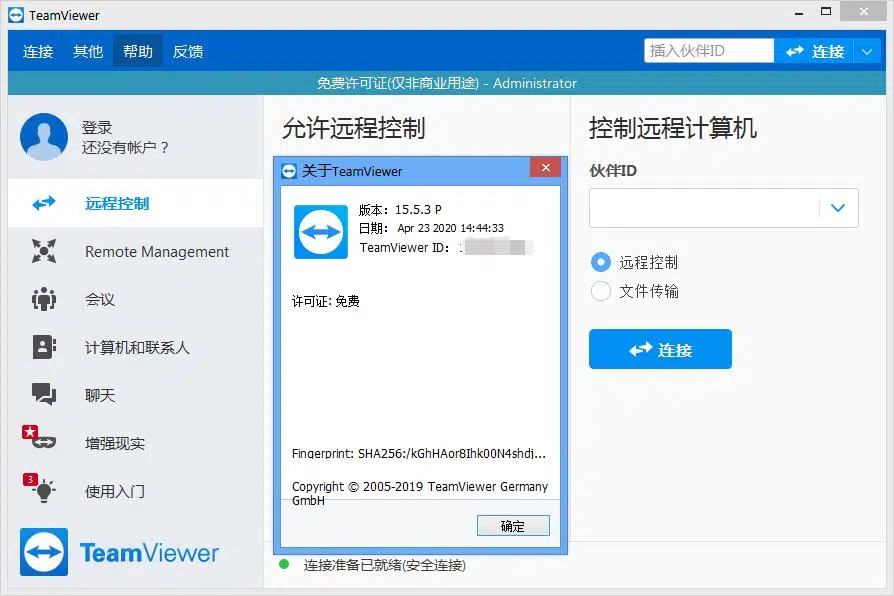 TeamViewer
连接 其他 帮助 反馈 插入伙伴ID 连接
免费许可证(仅非商业用途) - Administrator
登录
还没有帐户？
远程控制
Remote Management
会议
计算机和联系人
聊天
增强现实
3
使用入门
TeamViewer
允许远程控制
关于TeamViewer
版本: 15.5.3 P
日期: Apr 23 2020 14:44:33
TeamViewer ID:
许可证: 免费
Fingerprint: SHA256:/kGhHAor8Ihk00N4shdj...
Copyright © 2005-2019 TeamViewer Germany
GmbH
确定
连接准备已就绪(安全连接)
控制远程计算机
伙伴ID
远程控制
文件传输
连接